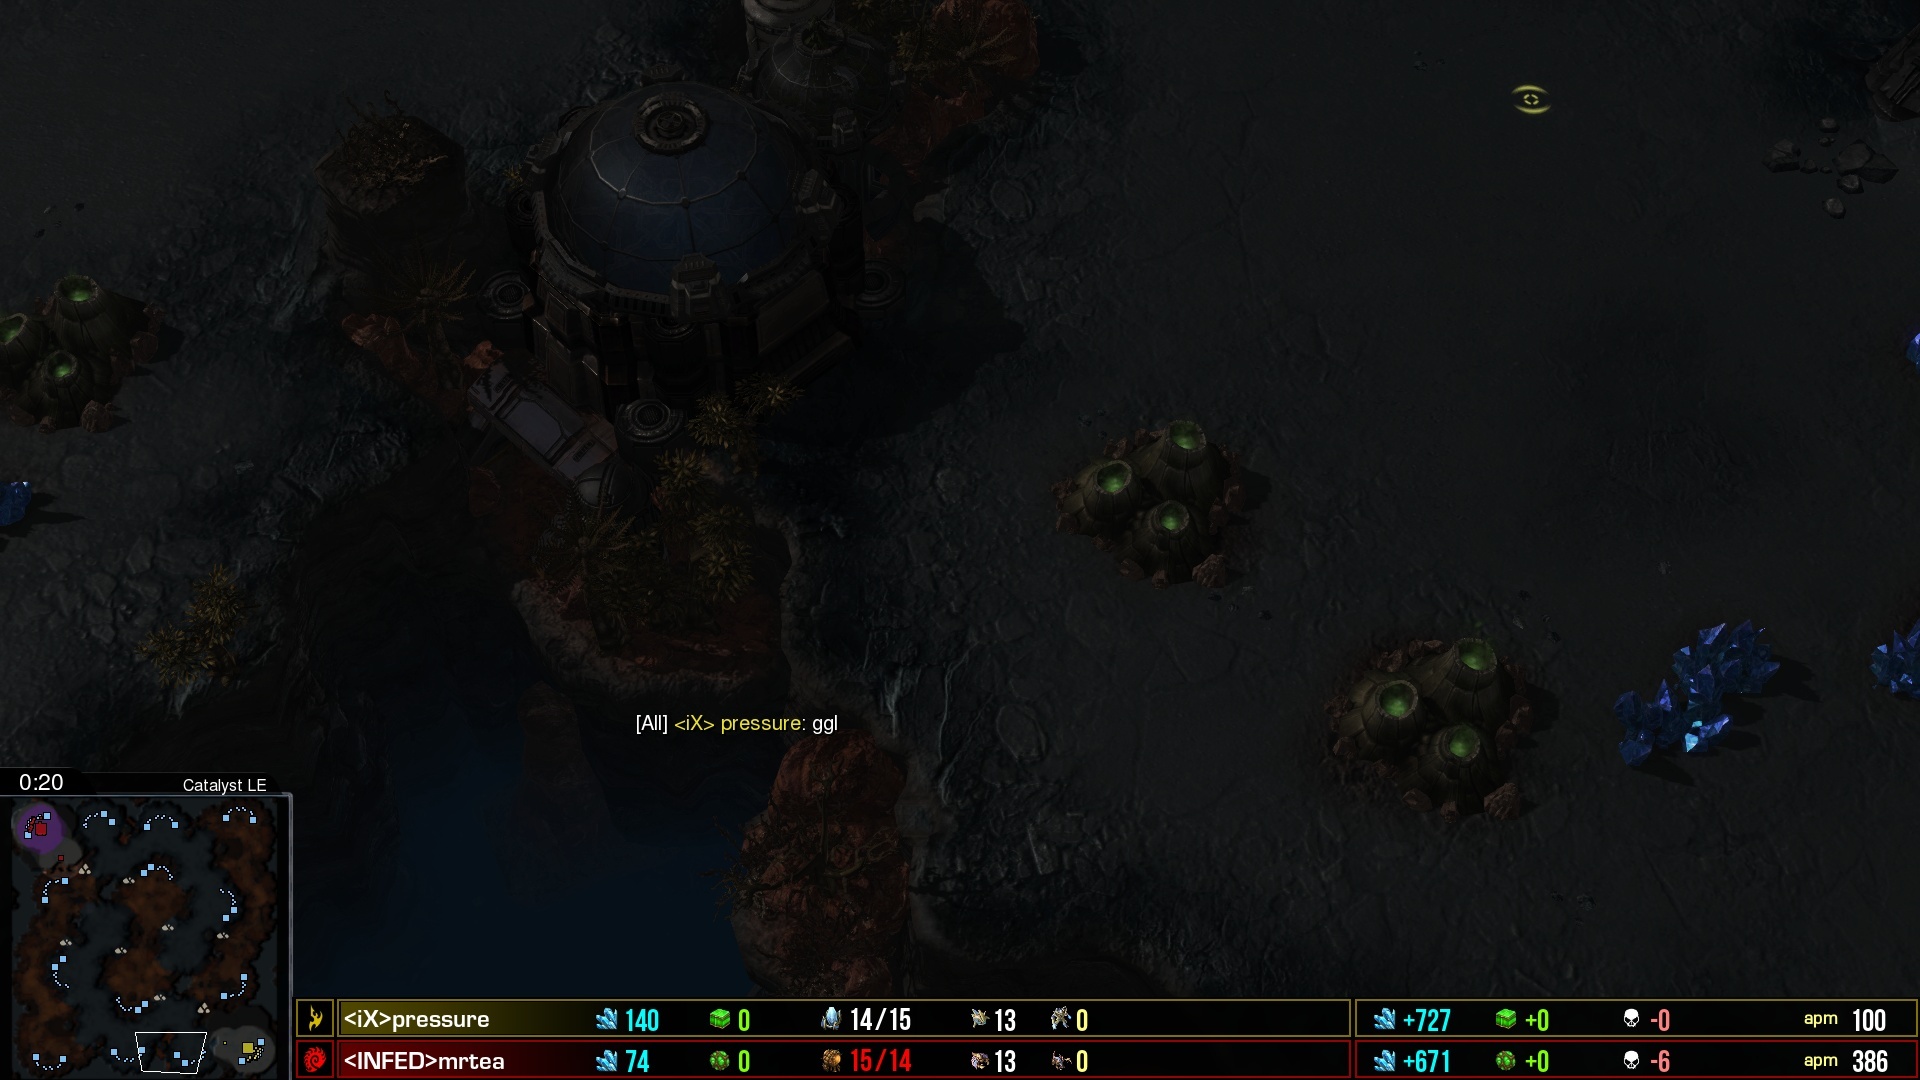 [All] <iX> pressure: ggl
0:20 Catalyst LE
<iX>pressure 140 0 14/15 13 0 +727 +0 -0 apm 100
<INFED>mrtea 74 0 15/14 13 0 +671 +0 -6 apm 386